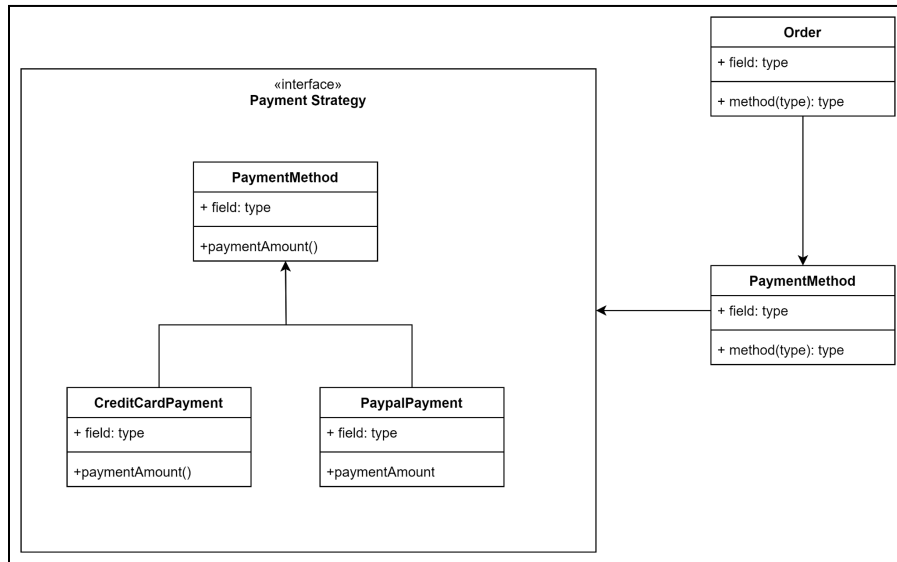 Order
+ field: type
+ method(type): type
«interface»
Payment Strategy
PaymentMethod
+ field: type
+paymentAmount()
PaymentMethod
+ field: type
+ method(type): type
CreditCardPayment
+ field: type
+paymentAmount()
PaypalPayment
+ field: type
+paymentAmount